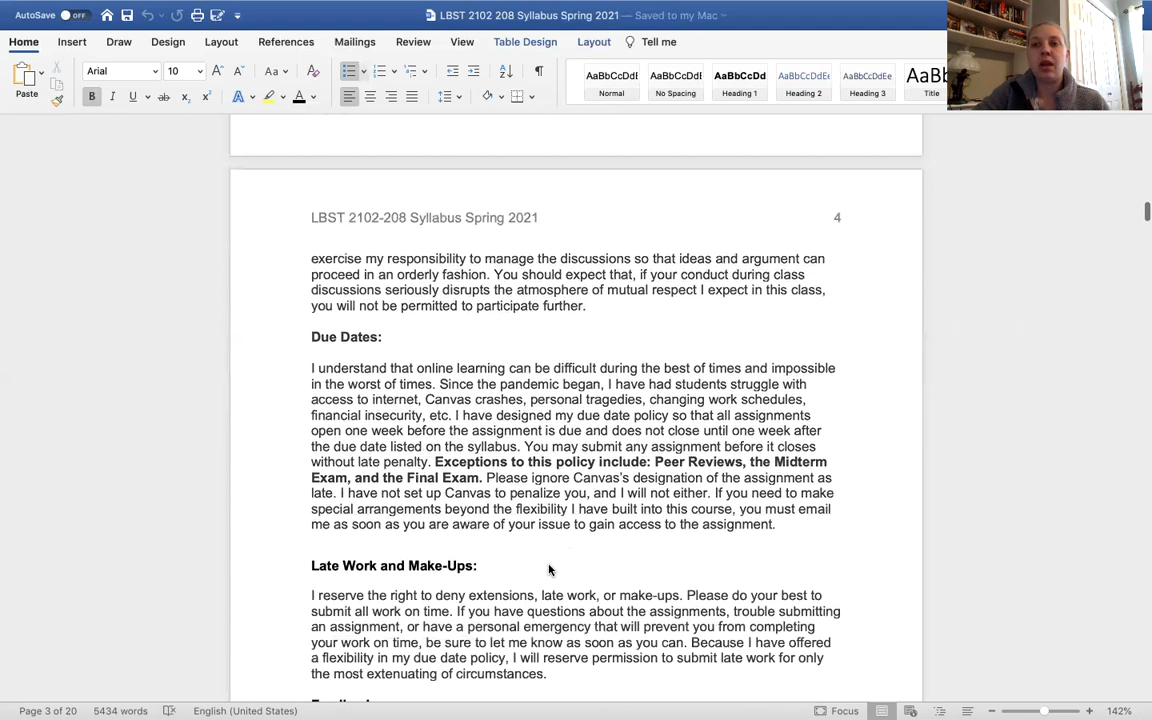 AutoSave OFF LBST 2102 208 Syllabus Spring 2021 — Saved to my Mac
Home Insert Draw Design Layout References Mailings Review View Table Design Layout Tell me
Paste
Arial 10
AaBbCcDdE AaBbCcDdE AaBbCcDd AaBbCcDdEe AaBbCcDdEe
Normal No Spacing Heading 1 Heading 2 Heading 3 Title
LBST 2102-208 Syllabus Spring 2021 4
exercise my responsibility to manage the discussions so that ideas and argument can
proceed in an orderly fashion. You should expect that, if your conduct during class
discussions seriously disrupts the atmosphere of mutual respect I expect in this class,
you will not be permitted to participate further.
Due Dates:
I understand that online learning can be difficult during the best of times and impossible
in the worst of times. Since the pandemic began, I have had students struggle with
access to internet, Canvas crashes, personal tragedies, changing work schedules,
financial insecurity, etc. I have designed my due date policy so that all assignments
open one week before the assignment is due and does not close until one week after
the due date listed on the syllabus. You may submit any assignment before it closes
without late penalty. Exceptions to this policy include: Peer Reviews, the Midterm
Exam, and the Final Exam. Please ignore Canvas's designation of the assignment as
late. I have not set up Canvas to penalize you, and I will not either. If you need to make
special arrangements beyond the flexibility I have built into this course, you must email
me as soon as you are aware of your issue to gain access to the assignment.
Late Work and Make-Ups:
I reserve the right to deny extensions, late work, or make-ups. Please do your best to
submit all work on time. If you have questions about the assignments, trouble submitting
an assignment, or have a personal emergency that will prevent you from completing
your work on time, be sure to let me know as soon as you can. Because I have offered
a flexibility in my due date policy, I will reserve permission to submit late work for only
the most extenuating of circumstances.
Page 3 of 20 5434 words English (United States) Focus 142%